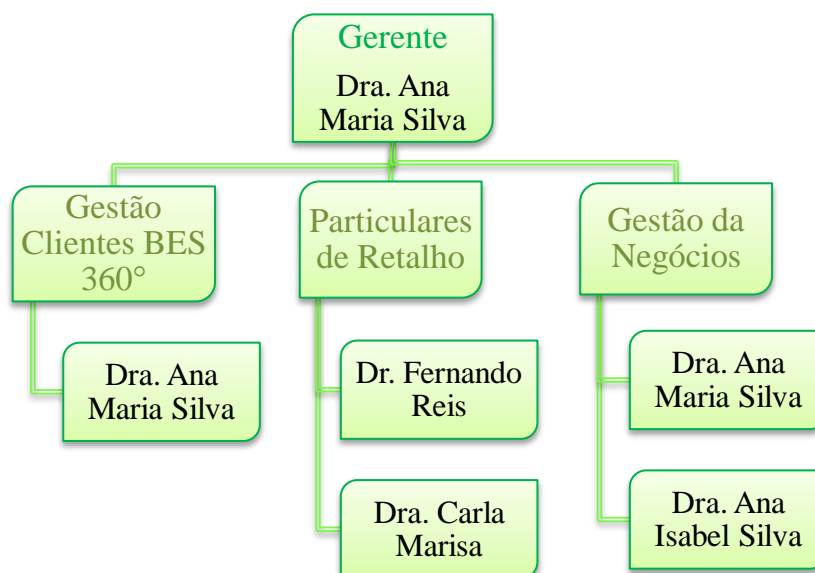 Gerente
Dra. Ana
Maria Silva
Gestão
Clientes BES
360°
Particulares
de Retalho
Gestão da
Negócios
Dra. Ana
Maria Silva
Dr. Fernando
Reis
Dra. Carla
Marisa
Dra. Ana
Maria Silva
Dra. Ana
Isabel Silva